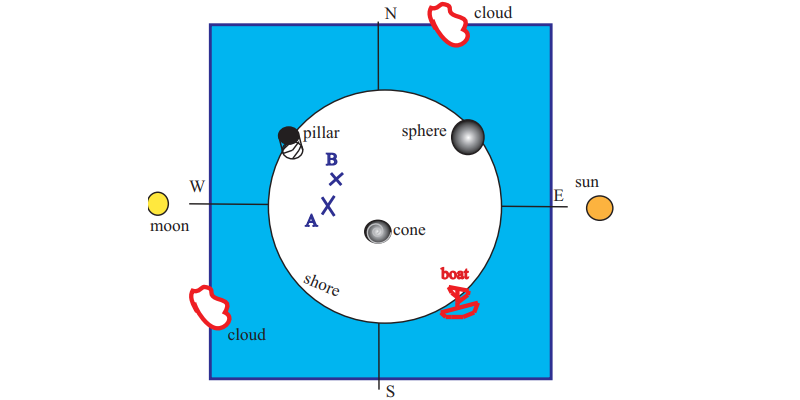 N
cloud
pillar
sphere
B
W
E
sun
moon
A
cone
shore
boat
cloud
S